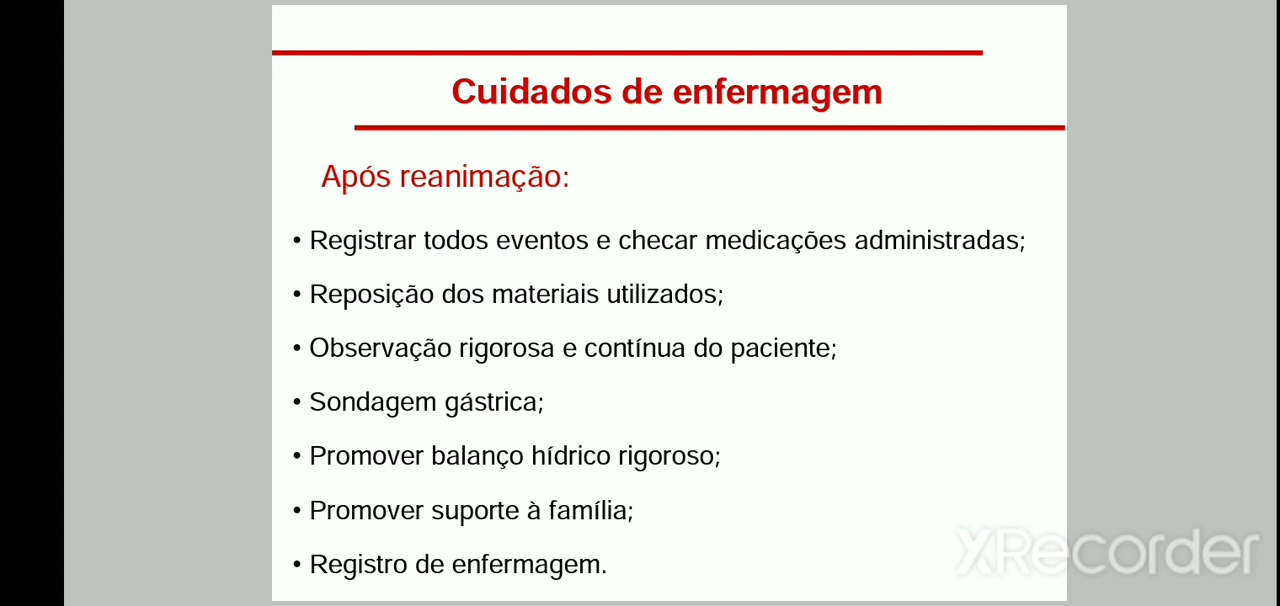 Cuidados de enfermagem
Após reanimação:
• Registrar todos eventos e checar medicações administradas;
• Reposição dos materiais utilizados;
• Observação rigorosa e contínua do paciente;
• Sondagem gástrica;
• Promover balanço hídrico rigoroso;
• Promover suporte à família;
• Registro de enfermagem.
XRecorder